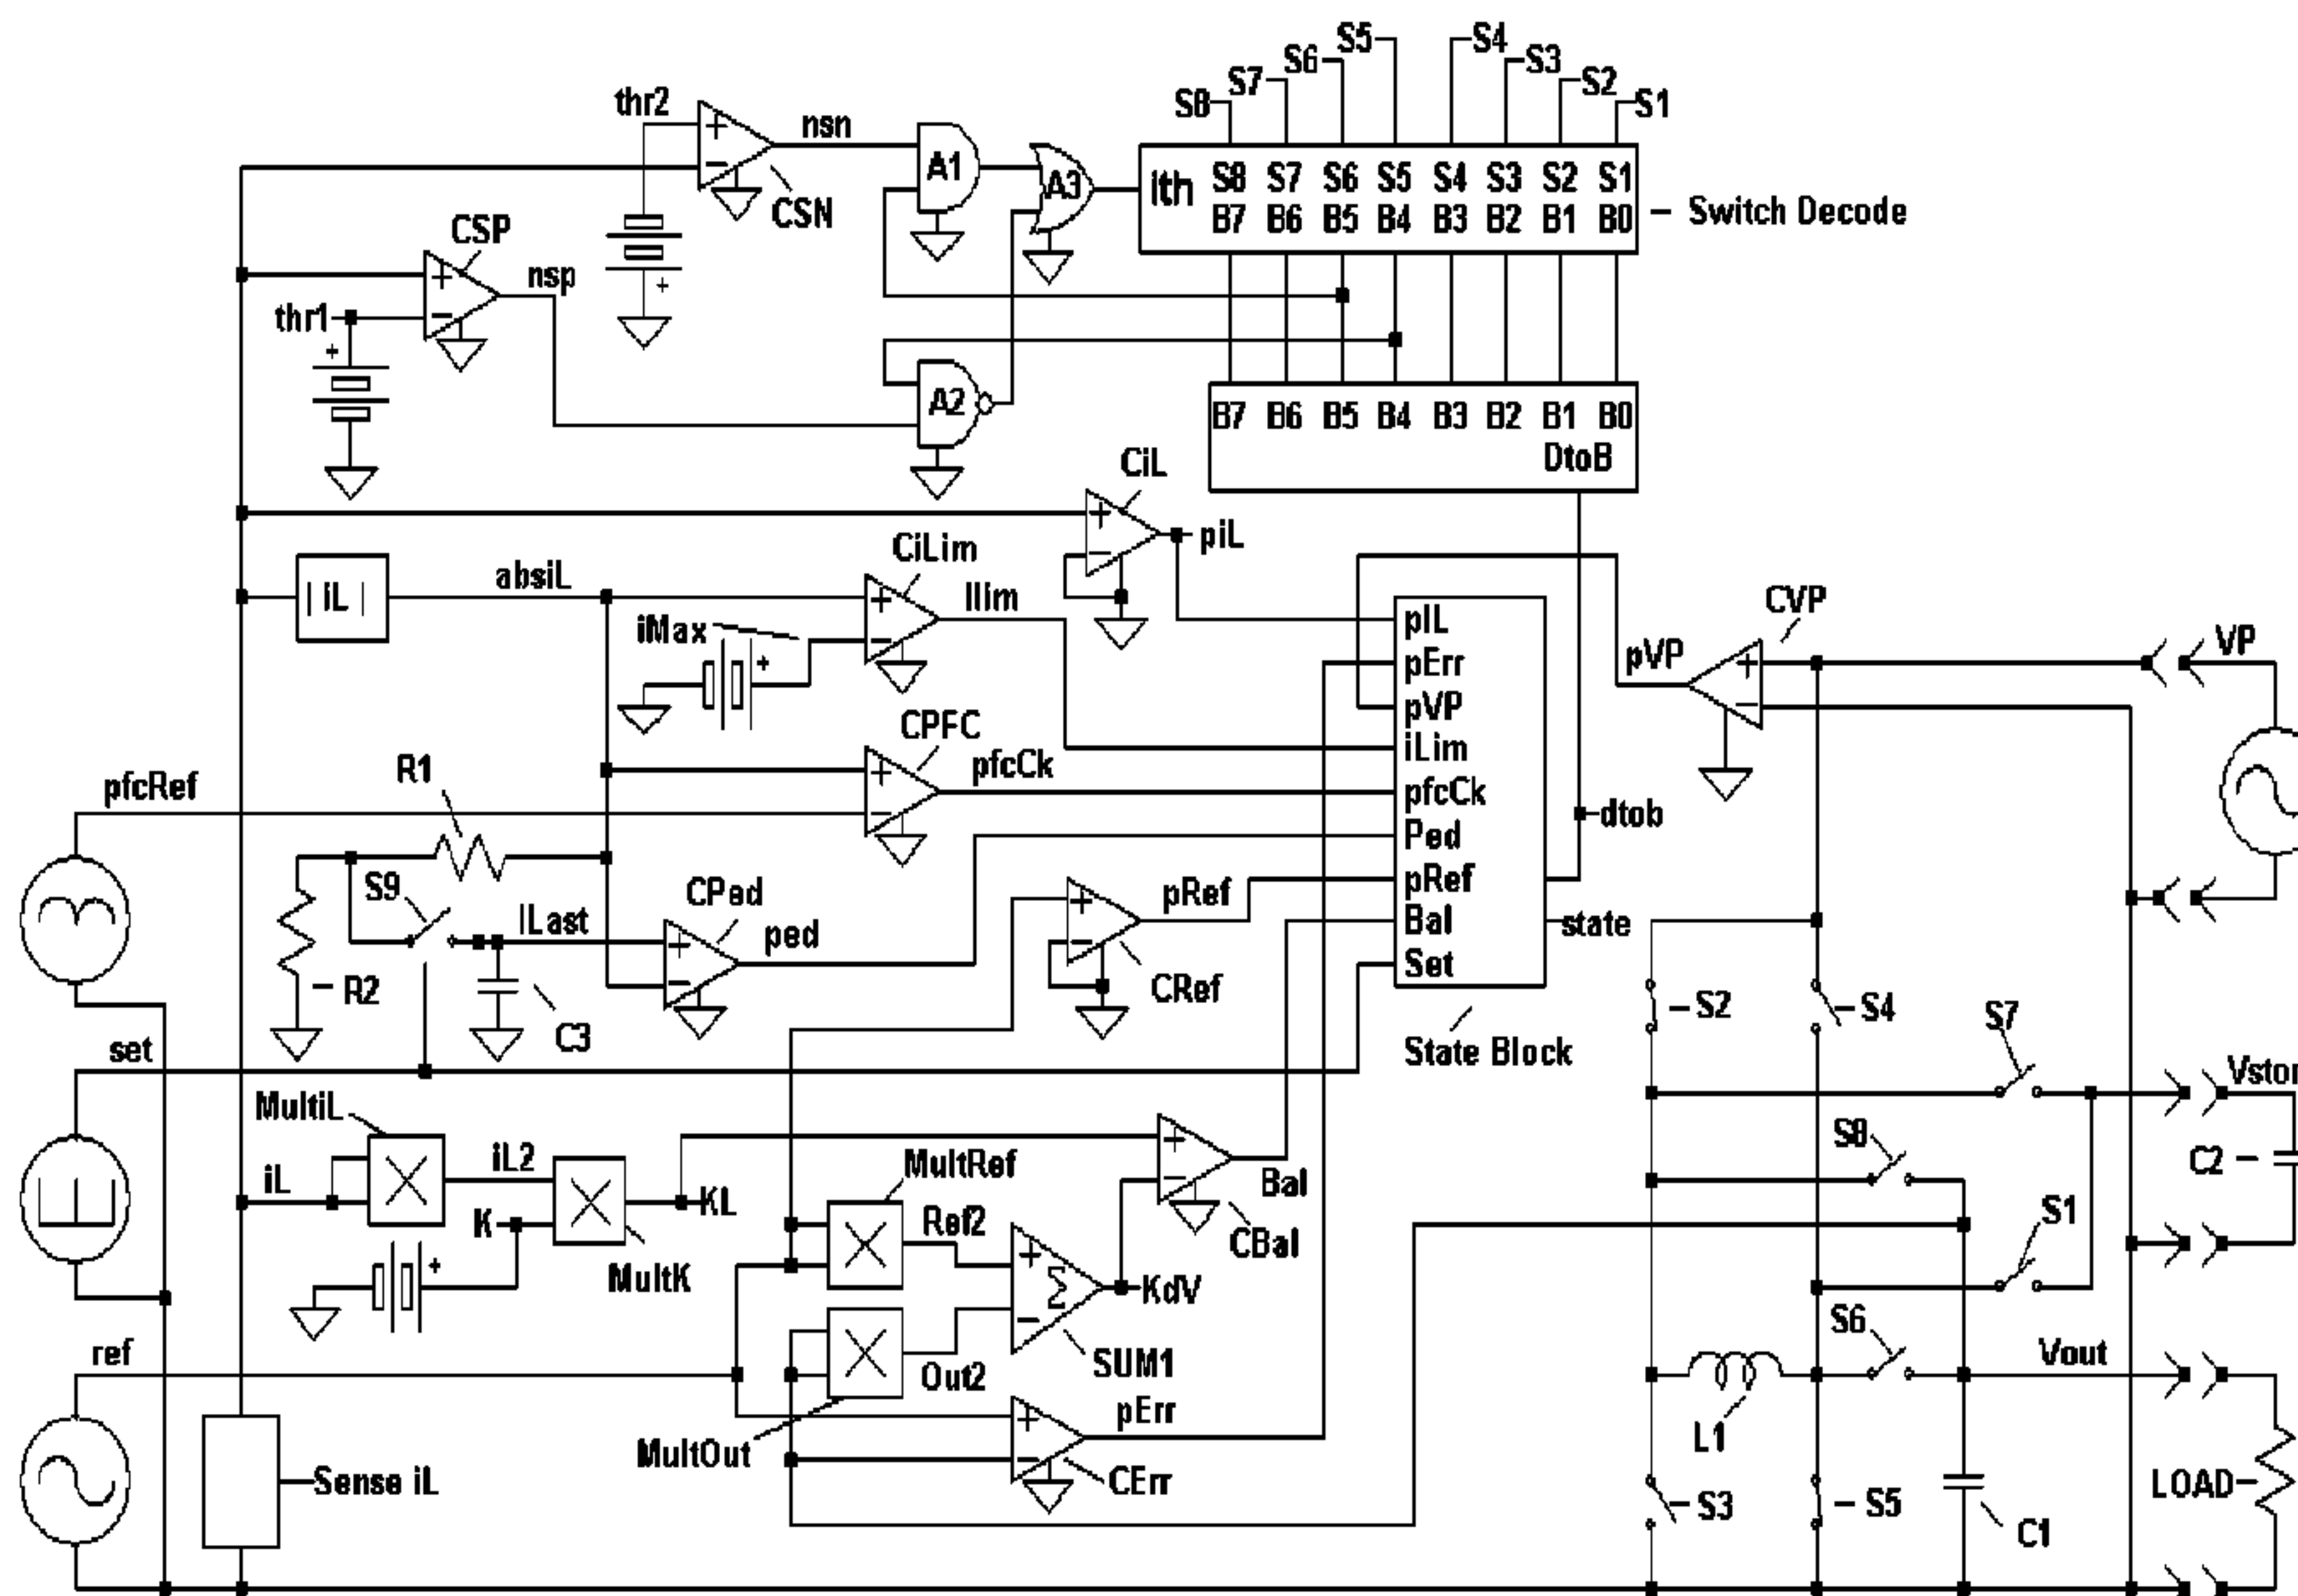 S5
S4
S6
S3
S7
S2
S8
S1
thr2
nsn
A1
A3
Ith
S8 S7 S6 S5 S4 S3 S2 S1
B7 B6 B5 B4 B3 B2 B1 B0
Switch Decode
CSN
CSP
nsp
thr1
A2
B7 B6 B5 B4 B3 B2 B1 B0
DtoB
CiL
piL
CiLim
absiL
|iL|
Ilim
iMax
pIL
pErr
pVP
iLim
pfcCk
Ped
pRef
Bal
Set
CVP
VP
pVP
CPFC
pfcCk
pfcRef
R1
dtob
S9
CPed
ILast
ped
pRef
state
R2
C3
CRef
State Block
S2
S4
S7
set
Vstor
MultiL
iL
iL2
K
KL
MultK
MultRef
Ref2
Bal
CBal
S8
C2
S1
Σ
KdV
SUM1
S6
Vout
ref
Out2
MultOut
pErr
CErr
L1
Sense iL
S3
S5
C1
LOAD